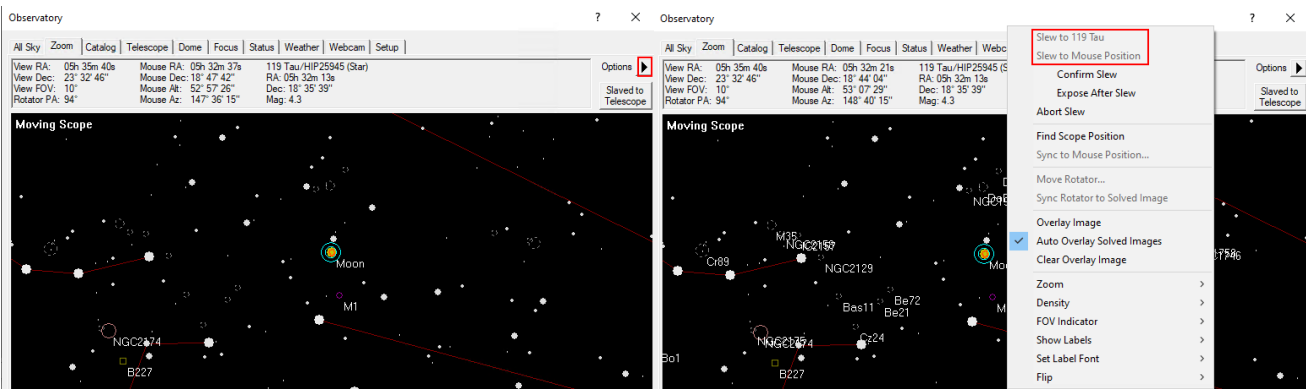 Observatory
? ×
All Sky Zoom Catalog Telescope Dome Focus Status Weather Webcam Setup
View RA: 05h 35m 40s Mouse RA: 05h 32m 37s 119 Tau/HIP25945 (Star) Options
View Dec: 23° 32' 46" Mouse Dec: 18° 47' 42" RA: 05h 32m 13s
View FOV: 10° Mouse Alt: 52° 57' 26" Dec: 18° 35' 39"
Rotator PA: 94° Mouse Az: 147° 36' 15" Mag: 4.3
Slaved to
Telescope
Moving Scope
Moon
M1
NGC2174
B227
Observatory
? ×
All Sky Zoom Catalog Telescope Dome Focus Status Weather Webc
View RA: 05h 35m 40s Mouse RA: 05h 32m 21s 119 Tau/HIP25945 (S Options
View Dec: 23° 32' 46" Mouse Dec: 18° 44' 04" RA: 05h 32m 13s
View FOV: 10° Mouse Alt: 53° 07' 29" Dec: 18° 35' 39"
Rotator PA: 94° Mouse Az: 148° 40' 15" Mag: 4.3
Slaved to
Telescope
Moving Scope
M35
Cr89
NGC2129
Bas11
Be72
Be21
Cz24
NGC2174
Bo1
B227
Slew to 119 Tau
Slew to Mouse Position
Confirm Slew
Expose After Slew
Abort Slew
Find Scope Position
Sync to Mouse Position...
Move Rotator...
Sync Rotator to Solved Image
Overlay Image
Auto Overlay Solved Images
Clear Overlay Image
Zoom
Density
FOV Indicator
Show Labels
Set Label Font
Flip